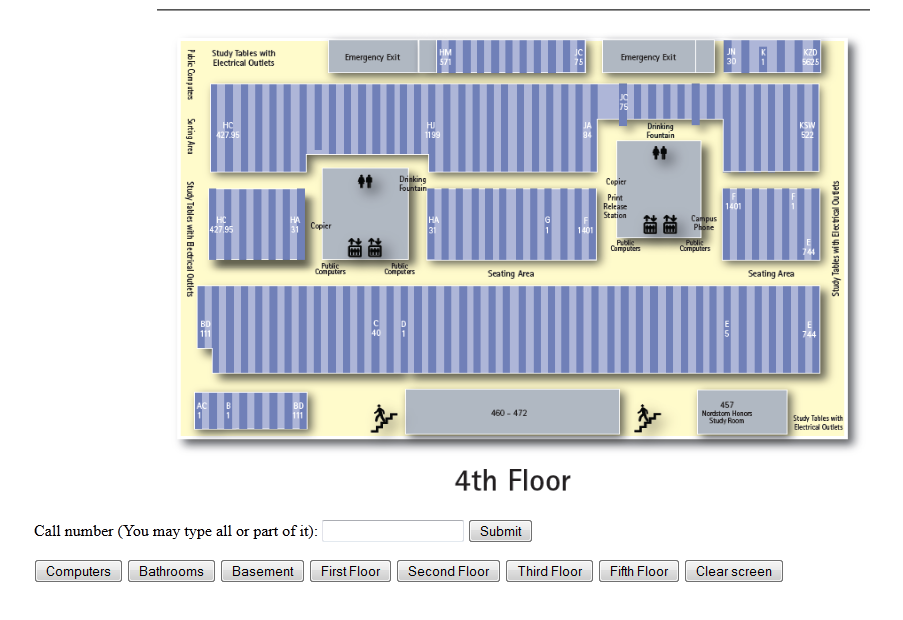 Public Computers
Study Tables with
Electrical Outlets
Emergency Exit
HM
571
JC
75
Emergency Exit
JN
30
K
1
KZD
5625
Sorting Area
HC
427.95
HJ
1199
JA
84
JC
75
Drinking
Fountain
KSW
522
Study Tables with Electrical Outlets
HC
427.95
HA
31
Copier
Drinking
Fountain
Public
Computers
Public
Computers
HA
31
G
1
F
1401
Copier
Print
Release
Station
Campus
Phone
Public
Computers
Public
Computers
F
1401
F
1
E
744
Study Tables with Electrical Outlets
Seating Area
Seating Area
BD
111
C
40
D
1
E
5
E
744
AC
1
B
1
BD
111
460 - 472
457
Nordstom Honors
Study Room
Study Tables with
Electrical Outlets
4th Floor
Call number (You may type all or part of it):
Submit
Computers
Bathrooms
Basement
First Floor
Second Floor
Third Floor
Fifth Floor
Clear screen